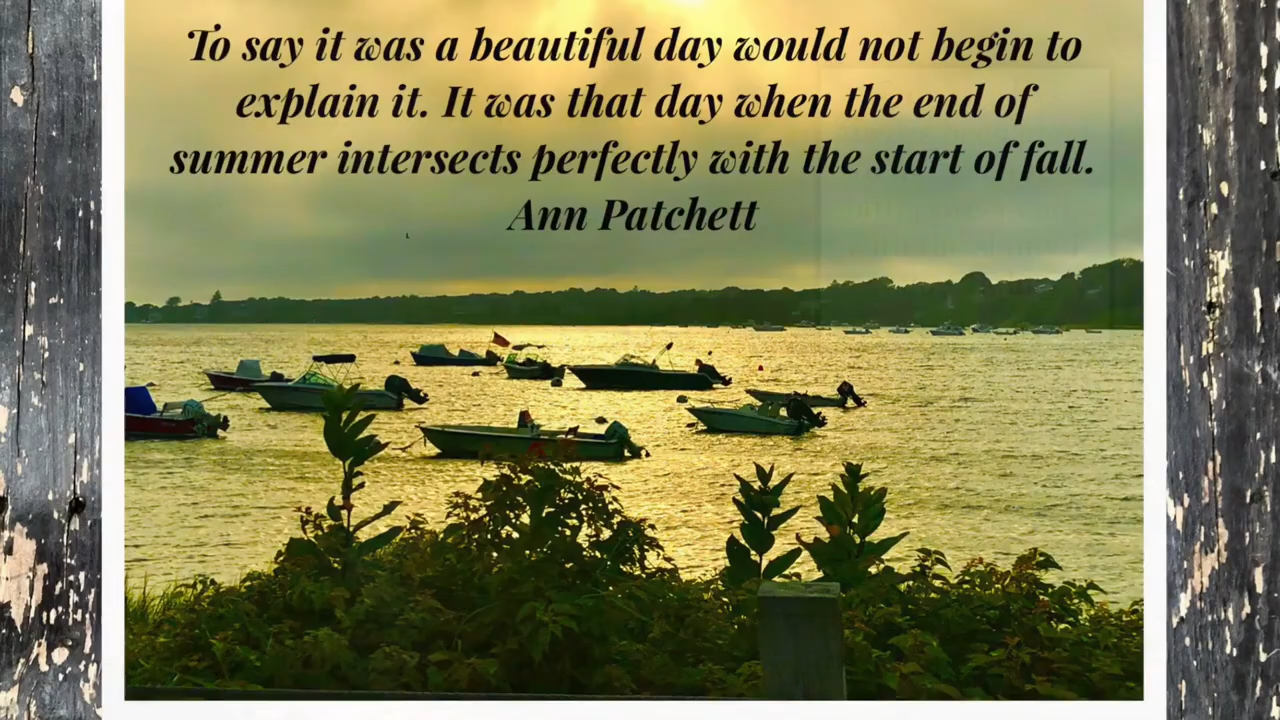 To say it was a beautiful day would not begin to
explain it. It was that day when the end of
summer intersects perfectly with the start of fall.
Ann Patchett